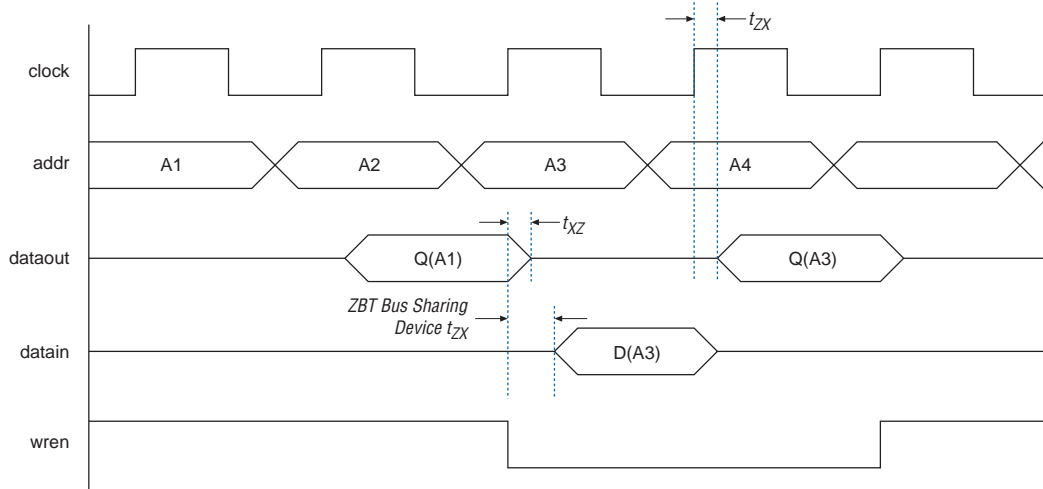 t_ZX
clock
addr
A1
A2
A3
A4
t_XZ
dataout
Q(A1)
Q(A3)
ZBT Bus Sharing
Device t_ZX
datain
D(A3)
wren